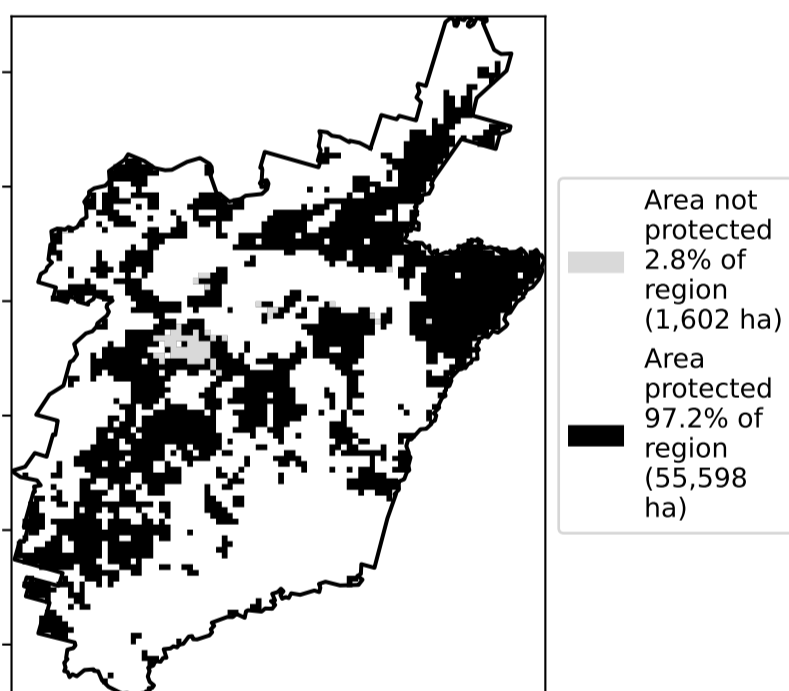 Area not
protected
2.8% of
region
(1,602 ha)
Area
protected
97.2% of
region
(55,598
ha)